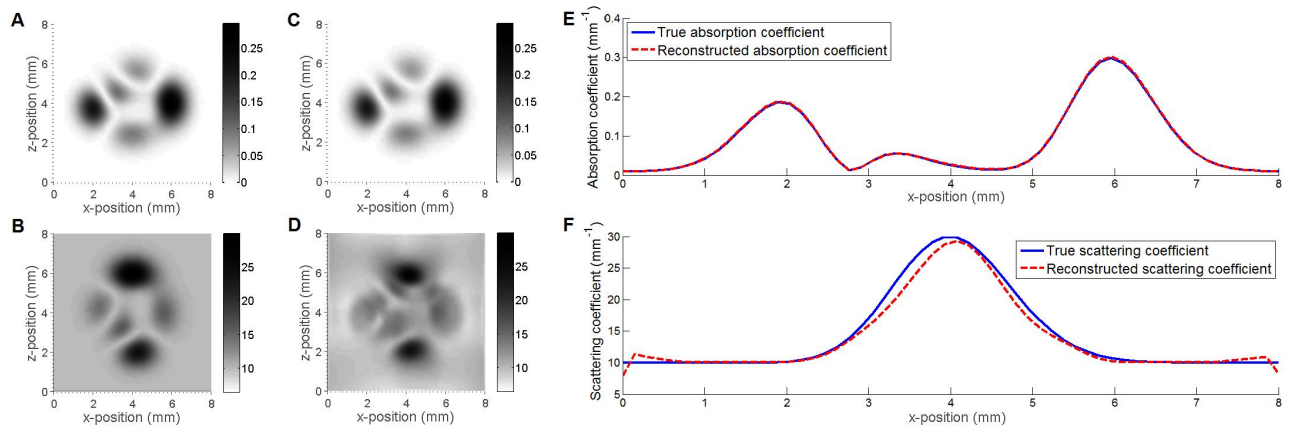 A
8
6
4
2
0
z-position (mm)
0 2 4 6 8
x-position (mm)
0.25
0.2
0.15
0.1
0.05
0
C
8
6
4
2
0
z-position (mm)
0 2 4 6 8
x-position (mm)
0.25
0.2
0.15
0.1
0.05
0
E
Absorption coefficient (mm⁻¹)
0.4
0.3
0.2
0.1
0
True absorption coefficient
Reconstructed absorption coefficient
0 1 2 3 4 5 6 7 8
x-position (mm)
B
8
6
4
2
0
z-position (mm)
0 2 4 6 8
x-position (mm)
25
20
15
10
D
8
6
4
2
0
z-position (mm)
0 2 4 6 8
x-position (mm)
25
20
15
10
F
Scattering coefficient (mm⁻¹)
30
25
20
15
10
5
True scattering coefficient
Reconstructed scattering coefficient
0 1 2 3 4 5 6 7 8
x-position (mm)